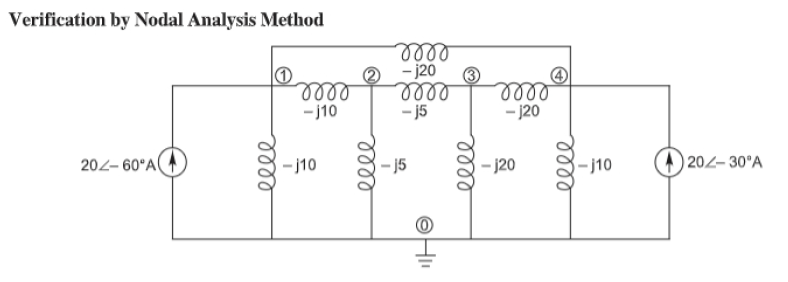 Verification by Nodal Analysis Method
– j20
① ② ③ ④
– j10 – j5 – j20
20∠– 60°A – j10 – j5 – j20 – j10 20∠– 30°A
⓪